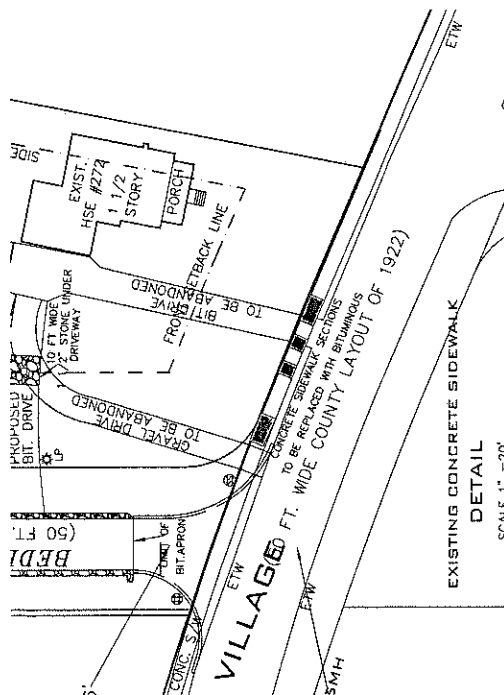 SIDE
EXIST.
HSE #272
1 1/2
STORY
PORCH
FRONT SETBACK LINE
BIT. DRIVE
TO BE ABANDONED
10 FT WIDE
2" STONE UNDER
DRIVEWAY
GRAVEL DRIVE
TO BE ABANDONED
PROPOSED
BIT. DRIVE
LP
(50 FT.
BEDF
LIMIT OF
BIT.APRON
CONCRETE SIDEWALK SECTIONS
TO BE REPLACED WITH BITUMINOUS
CONC. S/W
VILLAGE
FT. WIDE COUNTY LAYOUT OF 1922)
ETW
ETW
ETW
ETW
SMH
EXISTING CONCRETE SIDEWALK
DETAIL
SCALE 1" =20'